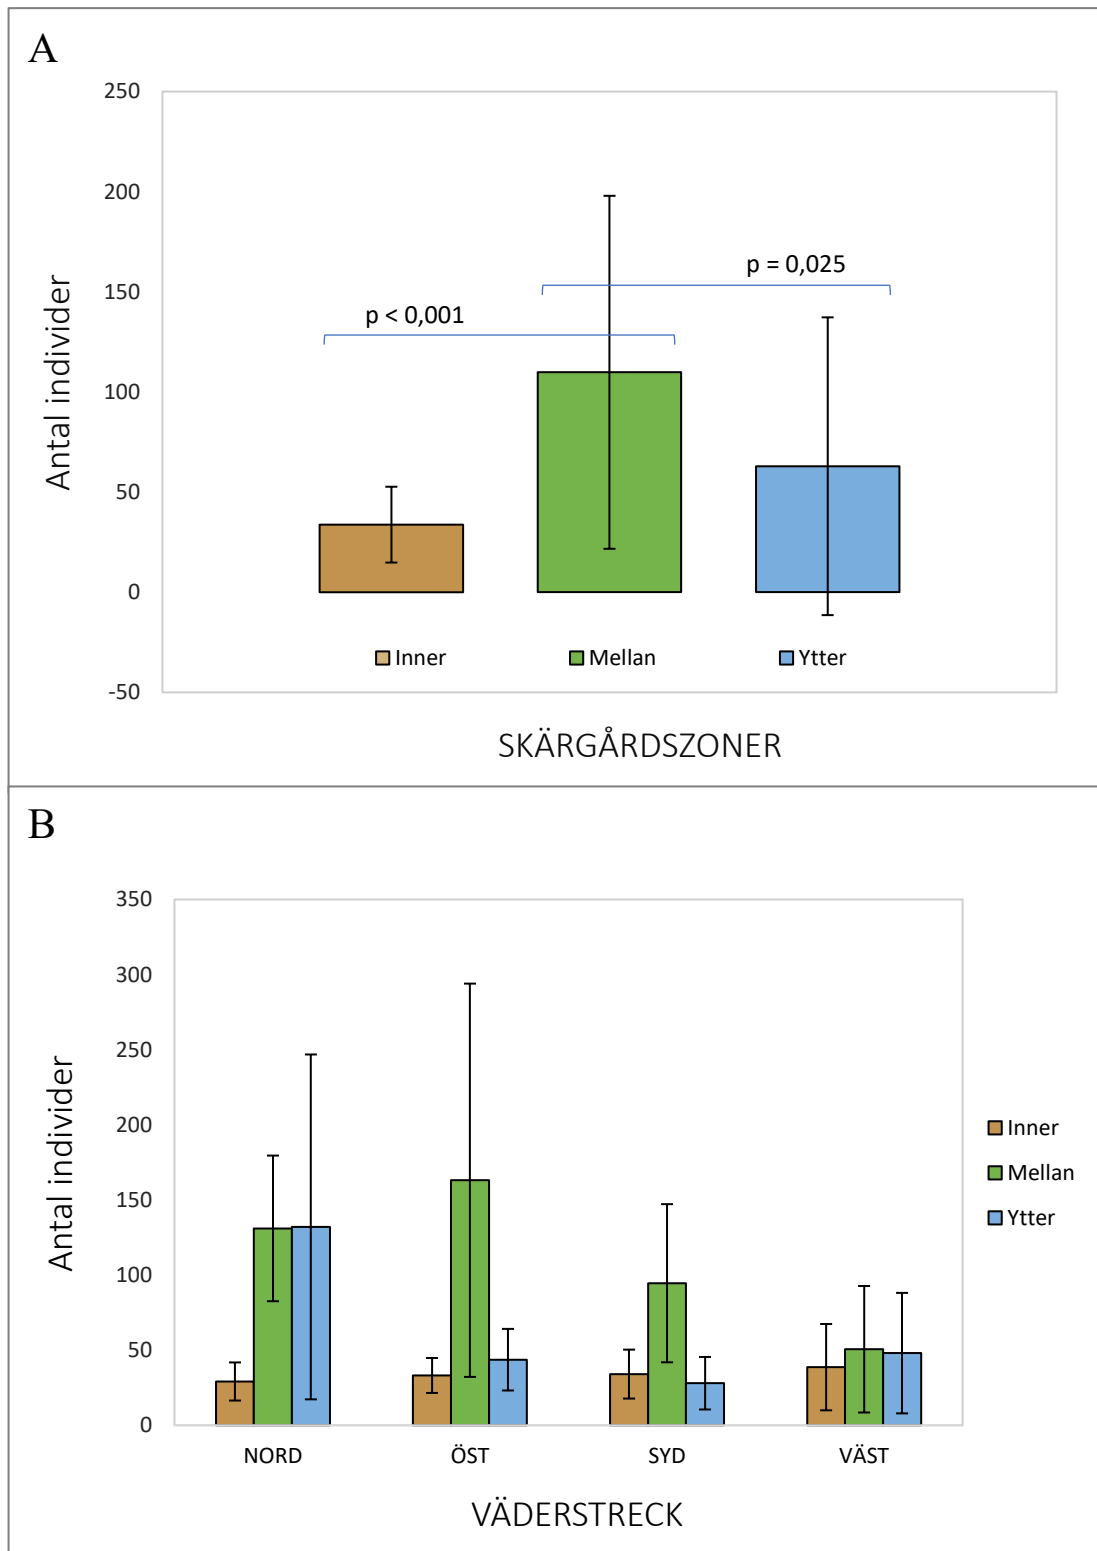 A
250
200
150
100
50
0
-50
Antal individer
p < 0,001
p = 0,025
Inner
Mellan
Ytter
SKÄRGÅRDSZONER
B
350
300
250
200
150
100
50
0
Antal individer
NORD
ÖST
SYD
VÄST
VÄDERSTRECK
Inner
Mellan
Ytter